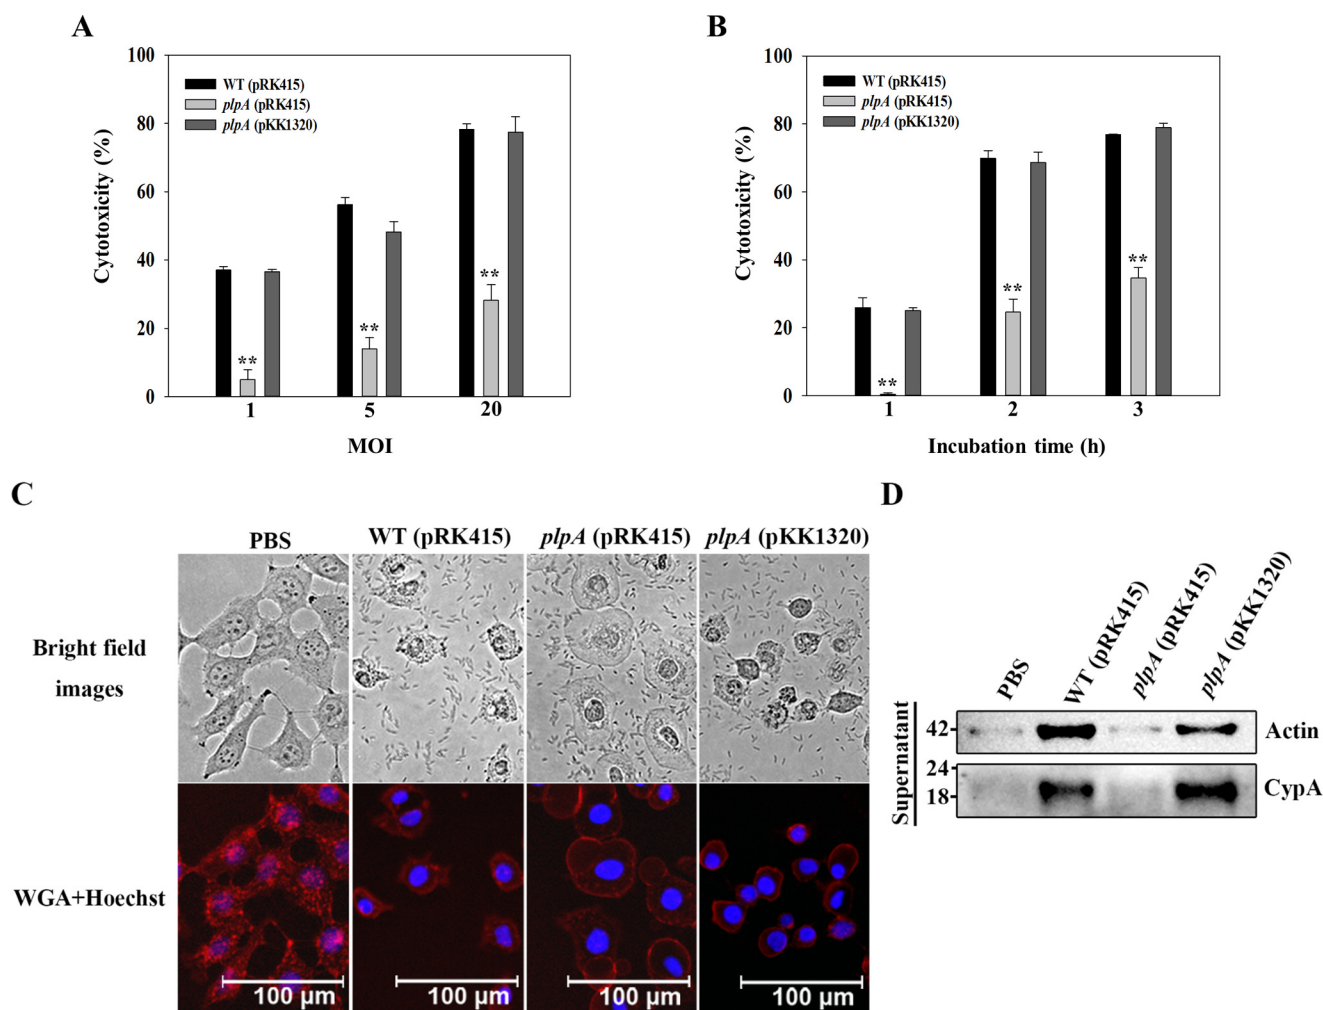 A
100
80
60
40
20
0
Cytotoxicity (%)
WT (pRK415)
plpA (pRK415)
plpA (pKK1320)
**
**
**
1 5 20
MOI
B
100
80
60
40
20
0
Cytotoxicity (%)
WT (pRK415)
plpA (pRK415)
plpA (pKK1320)
**
**
**
1 2 3
Incubation time (h)
C
PBS WT (pRK415) plpA (pRK415) plpA (pKK1320)
Bright field
images
WGA+Hoechst
100 µm 100 µm 100 µm 100 µm
D
PBS
WT (pRK415)
plpA (pRK415)
plpA (pKK1320)
Supernatant
42 Actin
24
18 CypA